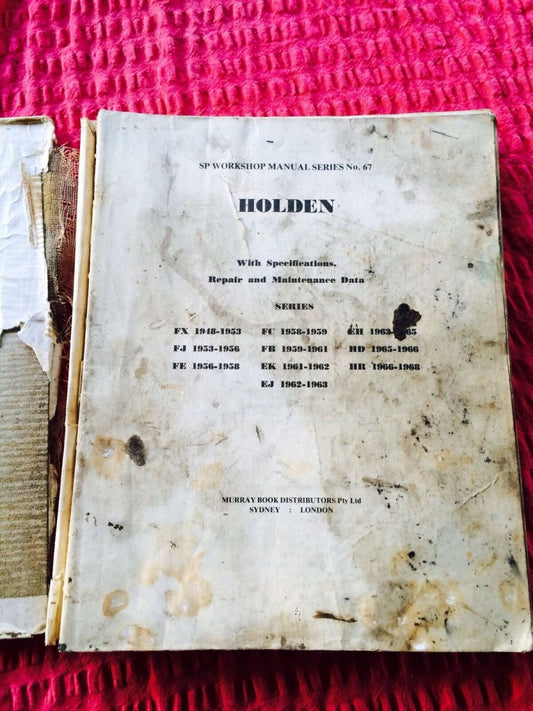 SP WORKSHOP MANUAL SERIES No. 67
HOLDEN
With Specifications,
Repair and Maintenance Data
SERIES
FX 1948-1953 FC 1958-1959 EH 1963-1965
FJ 1953-1956 FB 1959-1961 HD 1965-1966
FE 1956-1958 EK 1961-1962 HR 1966-1968
EJ 1962-1963
MURRAY BOOK DISTRIBUTORS Pty Ltd
SYDNEY : LONDON